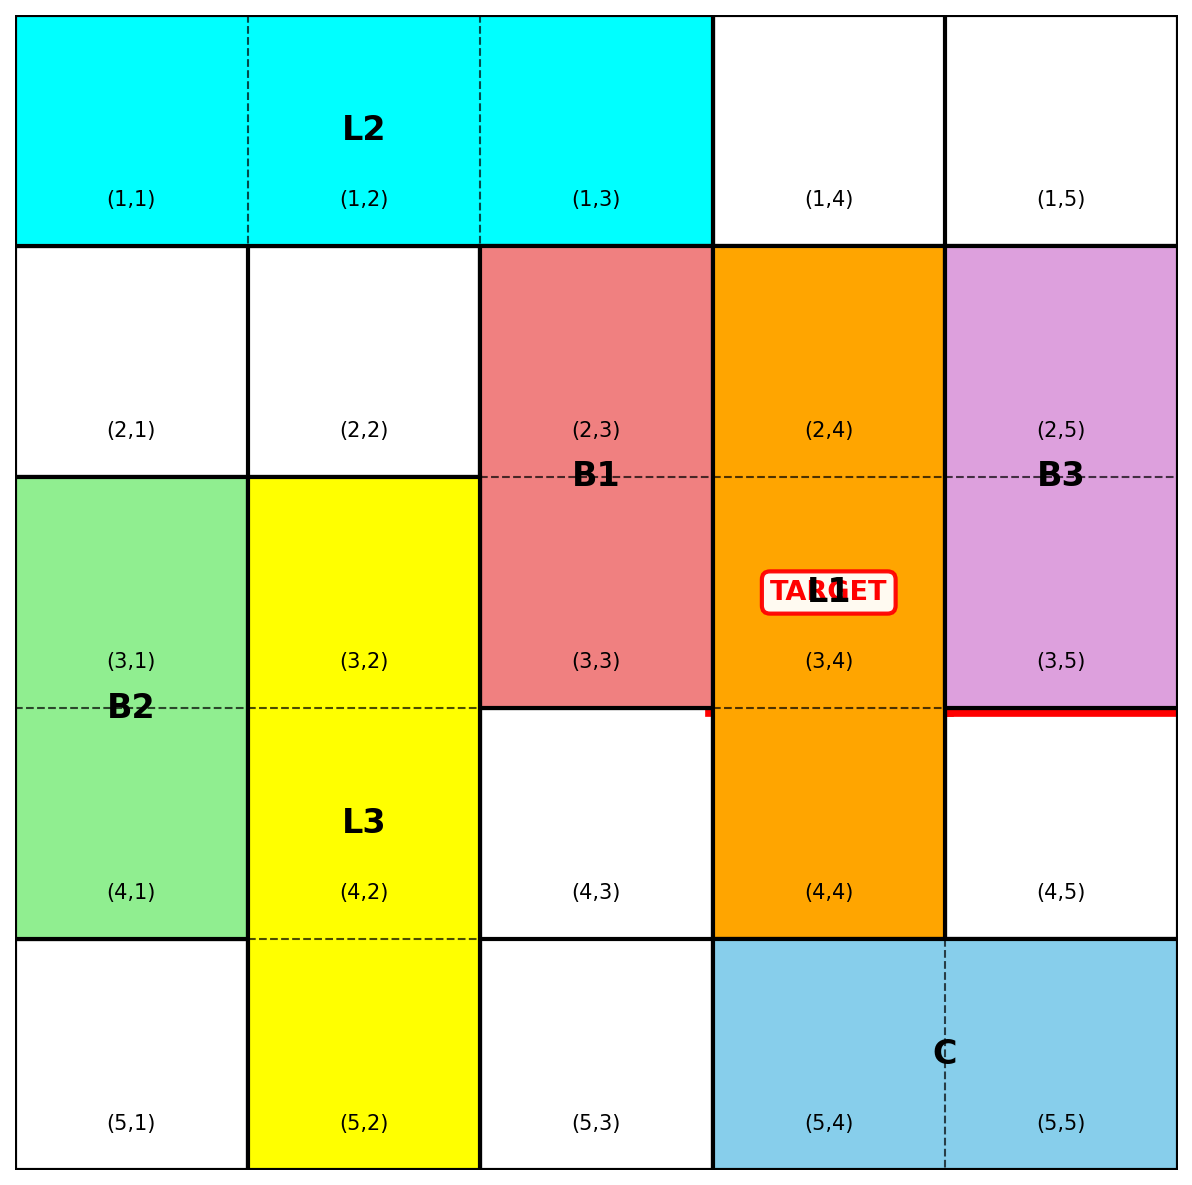 L2
(1,1) (1,2) (1,3) (1,4) (1,5)
(2,1) (2,2) (2,3) (2,4) (2,5)
B1 B3
TARGET
L1
(3,1) (3,2) (3,3) (3,4) (3,5)
B2
L3
(4,1) (4,2) (4,3) (4,4) (4,5)
C
(5,1) (5,2) (5,3) (5,4) (5,5)